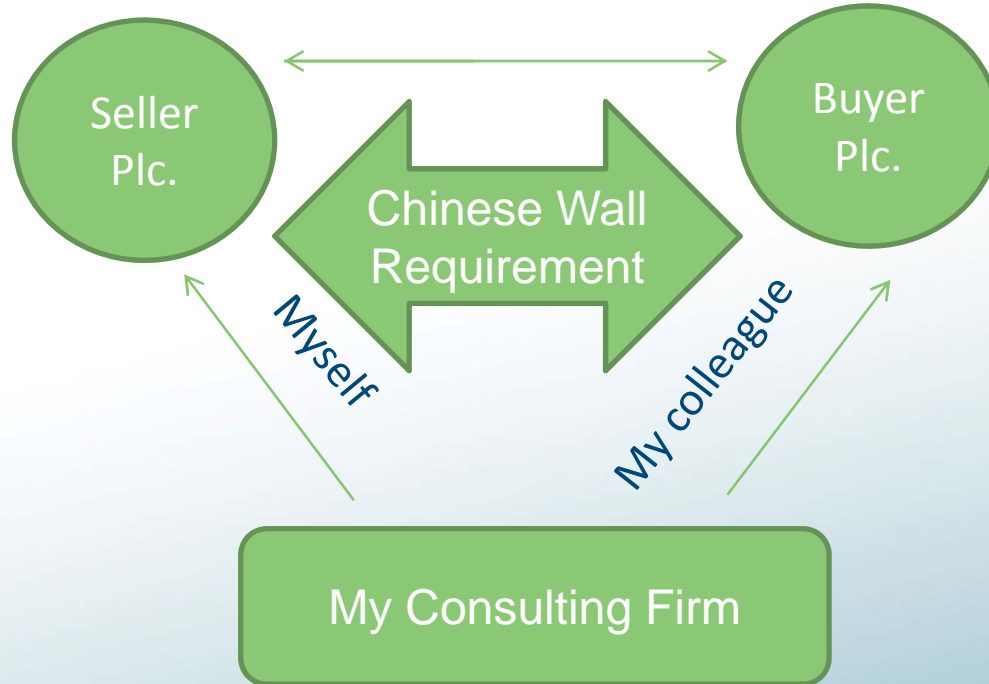 Seller
Plc.
Buyer
Plc.
Chinese Wall
Requirement
Myself
My colleague
My Consulting Firm